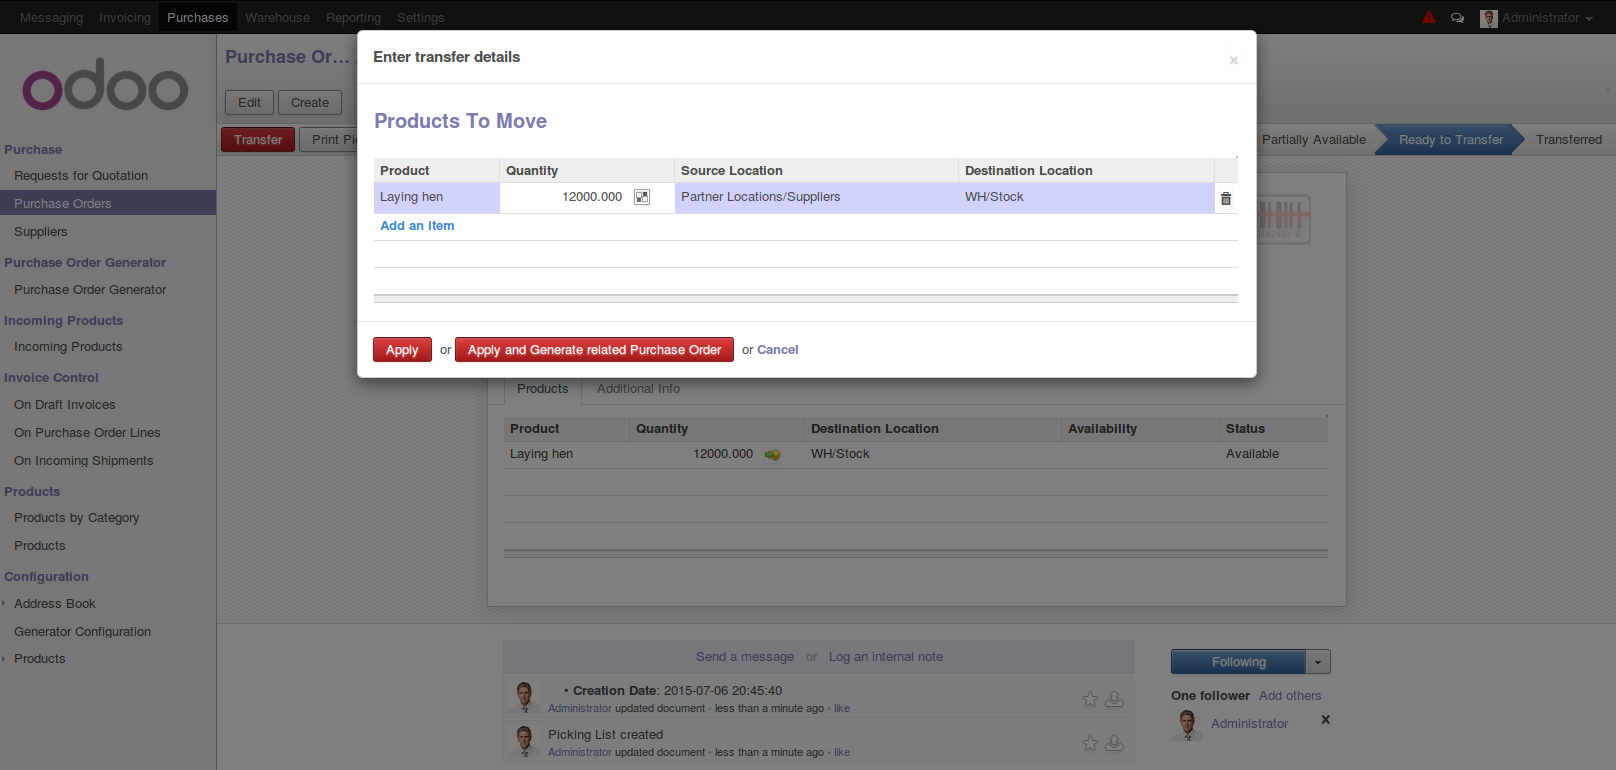 Messaging Invoicing Purchases Warehouse Reporting Settings Administrator
odoo
Purchase
Requests for Quotation
Purchase Orders
Suppliers
Purchase Order Generator
Purchase Order Generator
Incoming Products
Incoming Products
Invoice Control
On Draft Invoices
On Purchase Order Lines
On Incoming Shipments
Products
Products by Category
Products
Configuration
Address Book
Generator Configuration
Products
Purchase Or...
Edit Create
Transfer Print Pi
Partially Available Ready to Transfer Transferred
Enter transfer details ×
Products To Move
Product Quantity Source Location Destination Location
Laying hen 12000.000 Partner Locations/Suppliers WH/Stock
Add an item
Apply or Apply and Generate related Purchase Order or Cancel
Products Additional Info
Product Quantity Destination Location Availability Status
Laying hen 12000.000 WH/Stock Available
Send a message or Log an internal note
• Creation Date: 2015-07-06 20:45:40
Administrator updated document • less than a minute ago • like
Picking List created
Administrator updated document • less than a minute ago • like
Following
One follower Add others
Administrator x